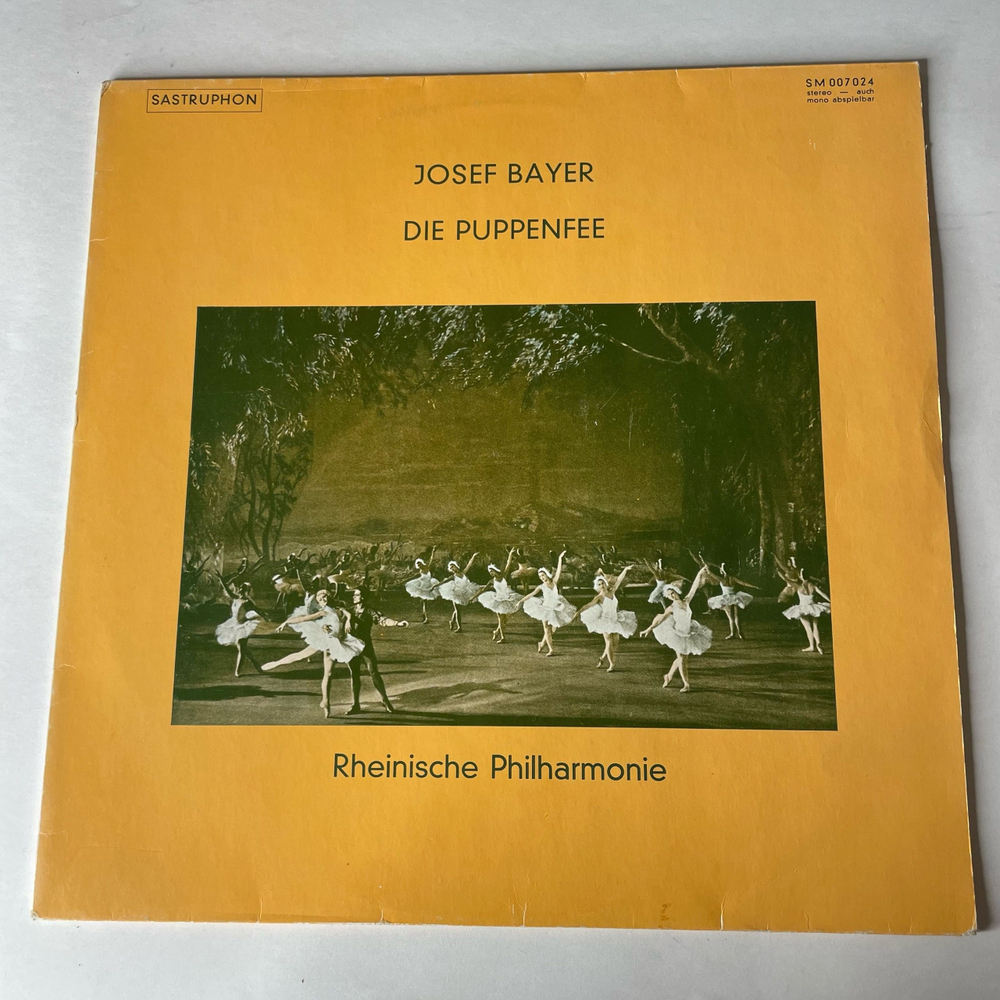 SASTRUPHON
SM 007024
stereo — auch
mono abspielbar
JOSEF BAYER
DIE PUPPENFEE
Rheinische Philharmonie